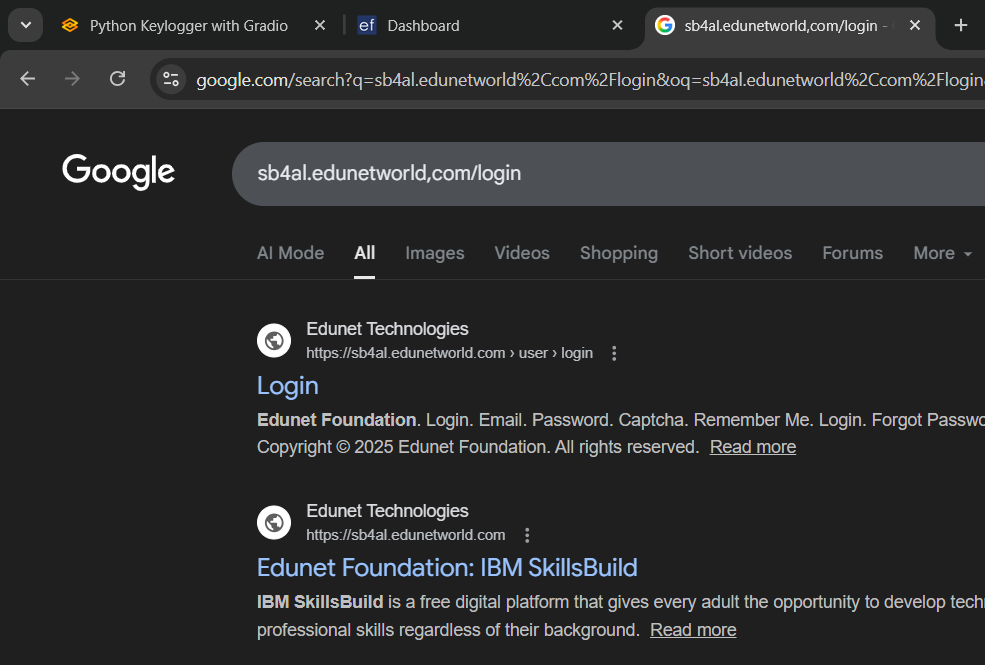 Python Keylogger with Gradio
ef Dashboard
sb4al.edunetworld,com/login -
google.com/search?q=sb4al.edunetworld%2Ccom%2Flogin&oq=sb4al.edunetworld%2Ccom%2Flogin
Google
sb4al.edunetworld,com/login
AI Mode All Images Videos Shopping Short videos Forums More
Edunet Technologies
https://sb4al.edunetworld.com › user › login
Login
Edunet Foundation. Login. Email. Password. Captcha. Remember Me. Login. Forgot Passwo
Copyright © 2025 Edunet Foundation. All rights reserved. Read more
Edunet Technologies
https://sb4al.edunetworld.com
Edunet Foundation: IBM SkillsBuild
IBM SkillsBuild is a free digital platform that gives every adult the opportunity to develop tech
professional skills regardless of their background. Read more